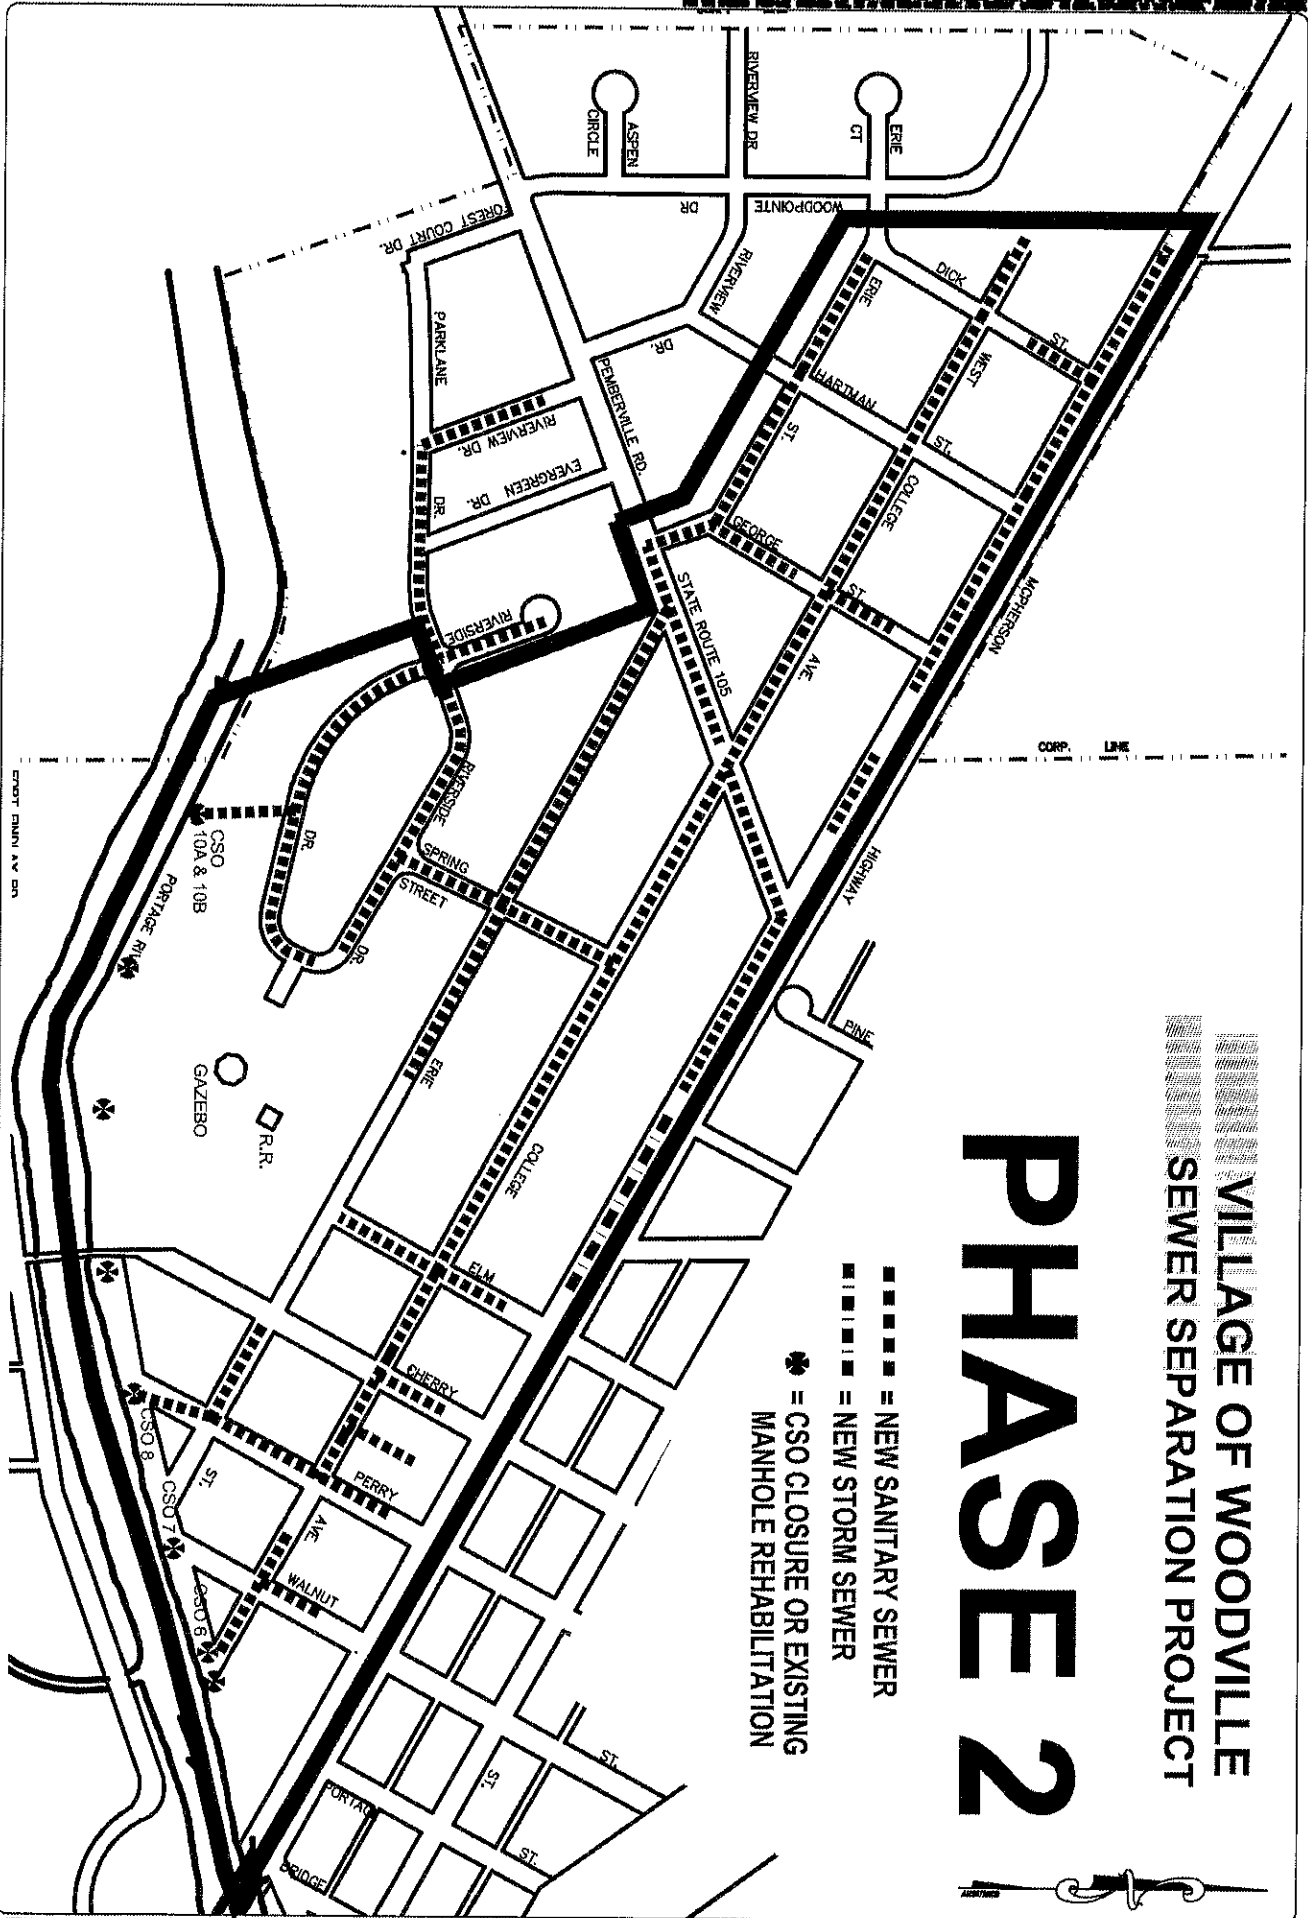 VILLAGE OF WOODVILLE
SEWER SEPARATION PROJECT
PHASE 2
= NEW SANITARY SEWER
= NEW STORM SEWER
= CSO CLOSURE OR EXISTING
MANHOLE REHABILITATION
CORP. LINE
MCPHERSON
HIGHWAY
PINE
ERIE
CT
RIVERVIEW DR
ASPEN
CIRCLE
WOODPOINTE
DR
FOREST COURT DR.
RIVERVIEW
DR.
DICK
ST.
ERIE
ST.
WEST
COLLEGE
AVE.
HARTMAN
ST.
GEORGE
ST.
PEMBERVILLE RD.
STATE ROUTE 105
PARKLANE
DR.
RIVERVIEW DR.
EVERGREEN DR.
RIVERSIDE
RIVERSIDE
DR.
DR.
SPRING
STREET
ERIE
COLLEGE
CSO
10A & 10B
PORTAGE RIV
GAZEBO
R.R.
ELM
CHERRY
PERRY
WALNUT
AVE.
ST.
CSO 8
CSO 7
CSO 6
PORTAG
BRIDGE
ST.
ST.
ST.